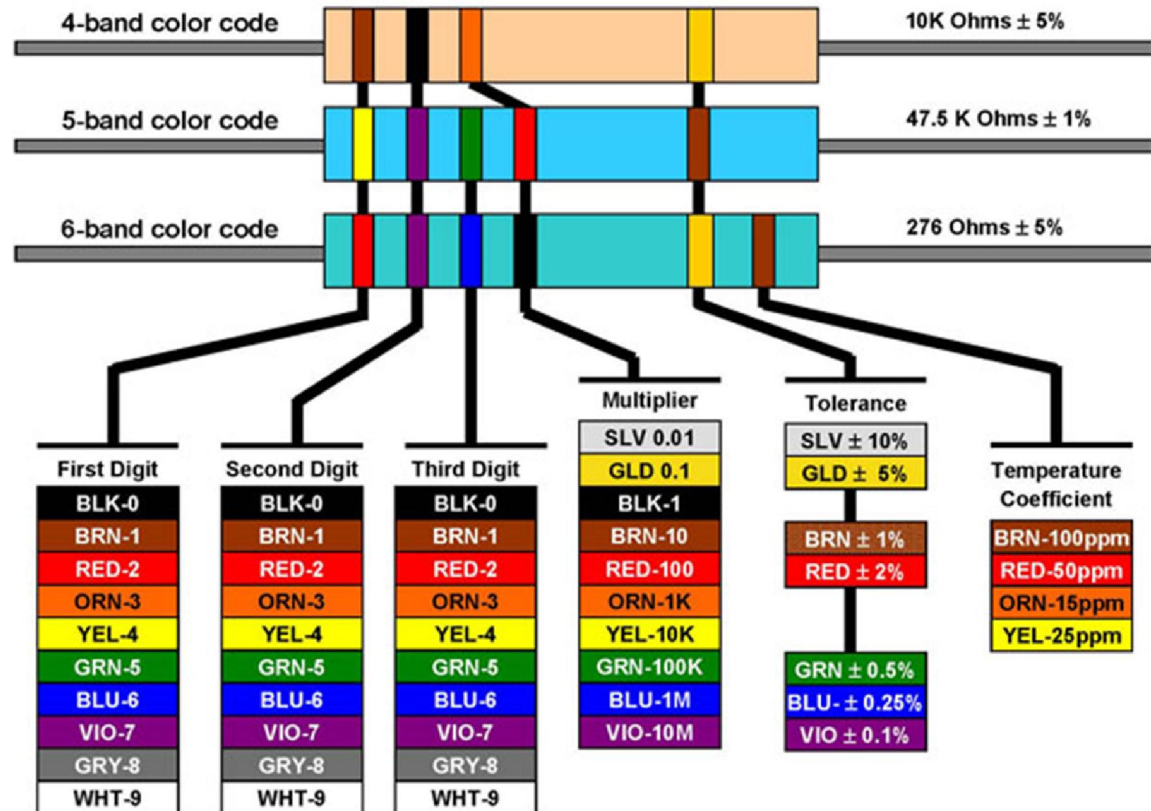 4-band color code
10K Ohms ± 5%
5-band color code
47.5 K Ohms ± 1%
6-band color code
276 Ohms ± 5%
First Digit
BLK-0
BRN-1
RED-2
ORN-3
YEL-4
GRN-5
BLU-6
VIO-7
GRY-8
WHT-9
Second Digit
BLK-0
BRN-1
RED-2
ORN-3
YEL-4
GRN-5
BLU-6
VIO-7
GRY-8
WHT-9
Third Digit
BLK-0
BRN-1
RED-2
ORN-3
YEL-4
GRN-5
BLU-6
VIO-7
GRY-8
WHT-9
Multiplier
SLV 0.01
GLD 0.1
BLK-1
BRN-10
RED-100
ORN-1K
YEL-10K
GRN-100K
BLU-1M
VIO-10M
Tolerance
SLV ± 10%
GLD ± 5%
BRN ± 1%
RED ± 2%
GRN ± 0.5%
BLU- ± 0.25%
VIO ± 0.1%
Temperature
Coefficient
BRN-100ppm
RED-50ppm
ORN-15ppm
YEL-25ppm